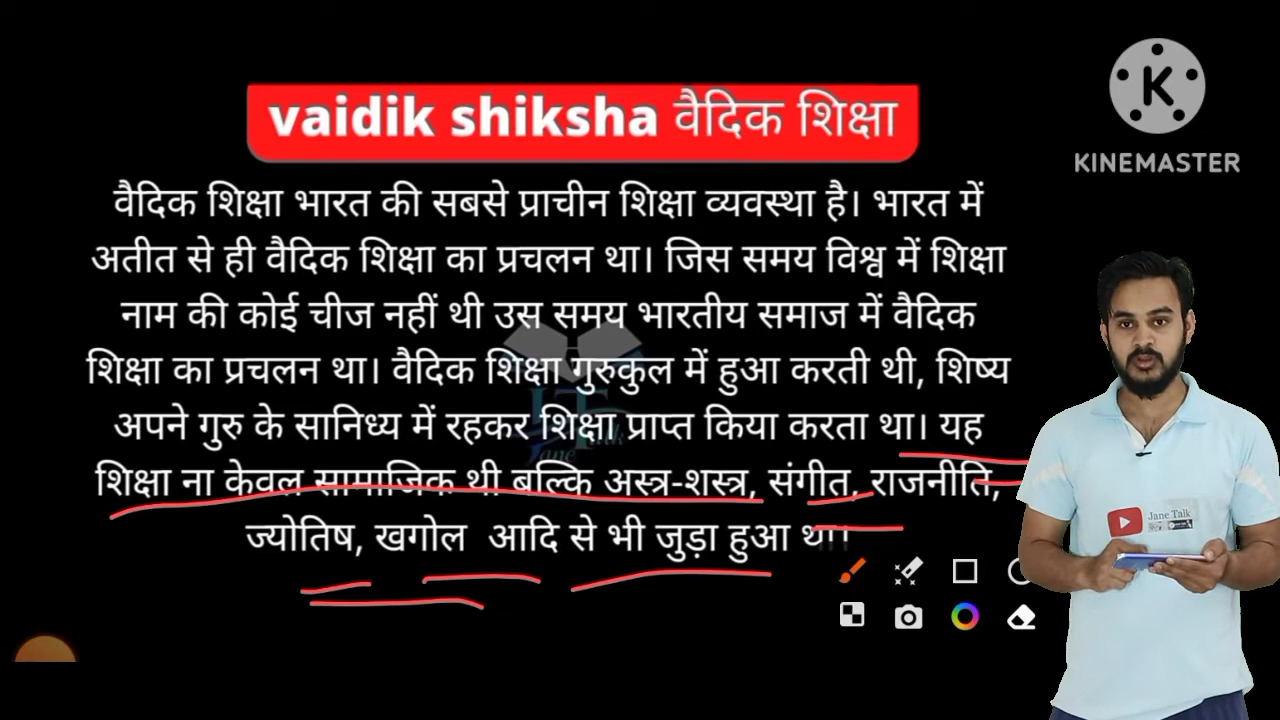 vaidik shiksha वैदिक शिक्षा
KINEMASTER
वैदिक शिक्षा भारत की सबसे प्राचीन शिक्षा व्यवस्था है। भारत में
अतीत से ही वैदिक शिक्षा का प्रचलन था। जिस समय विश्व में शिक्षा
नाम की कोई चीज नहीं थी उस समय भारतीय समाज में वैदिक
शिक्षा का प्रचलन था। वैदिक शिक्षा गुरुकुल में हुआ करती थी, शिष्य
अपने गुरु के सानिध्य में रहकर शिक्षा प्राप्त किया करता था। यह
शिक्षा ना केवल सामाजिक थी बल्कि अस्त्र-शस्त्र, संगीत, राजनीति,
ज्योतिष, खगोल आदि से भी जुड़ा हुआ था।
Jane Talk